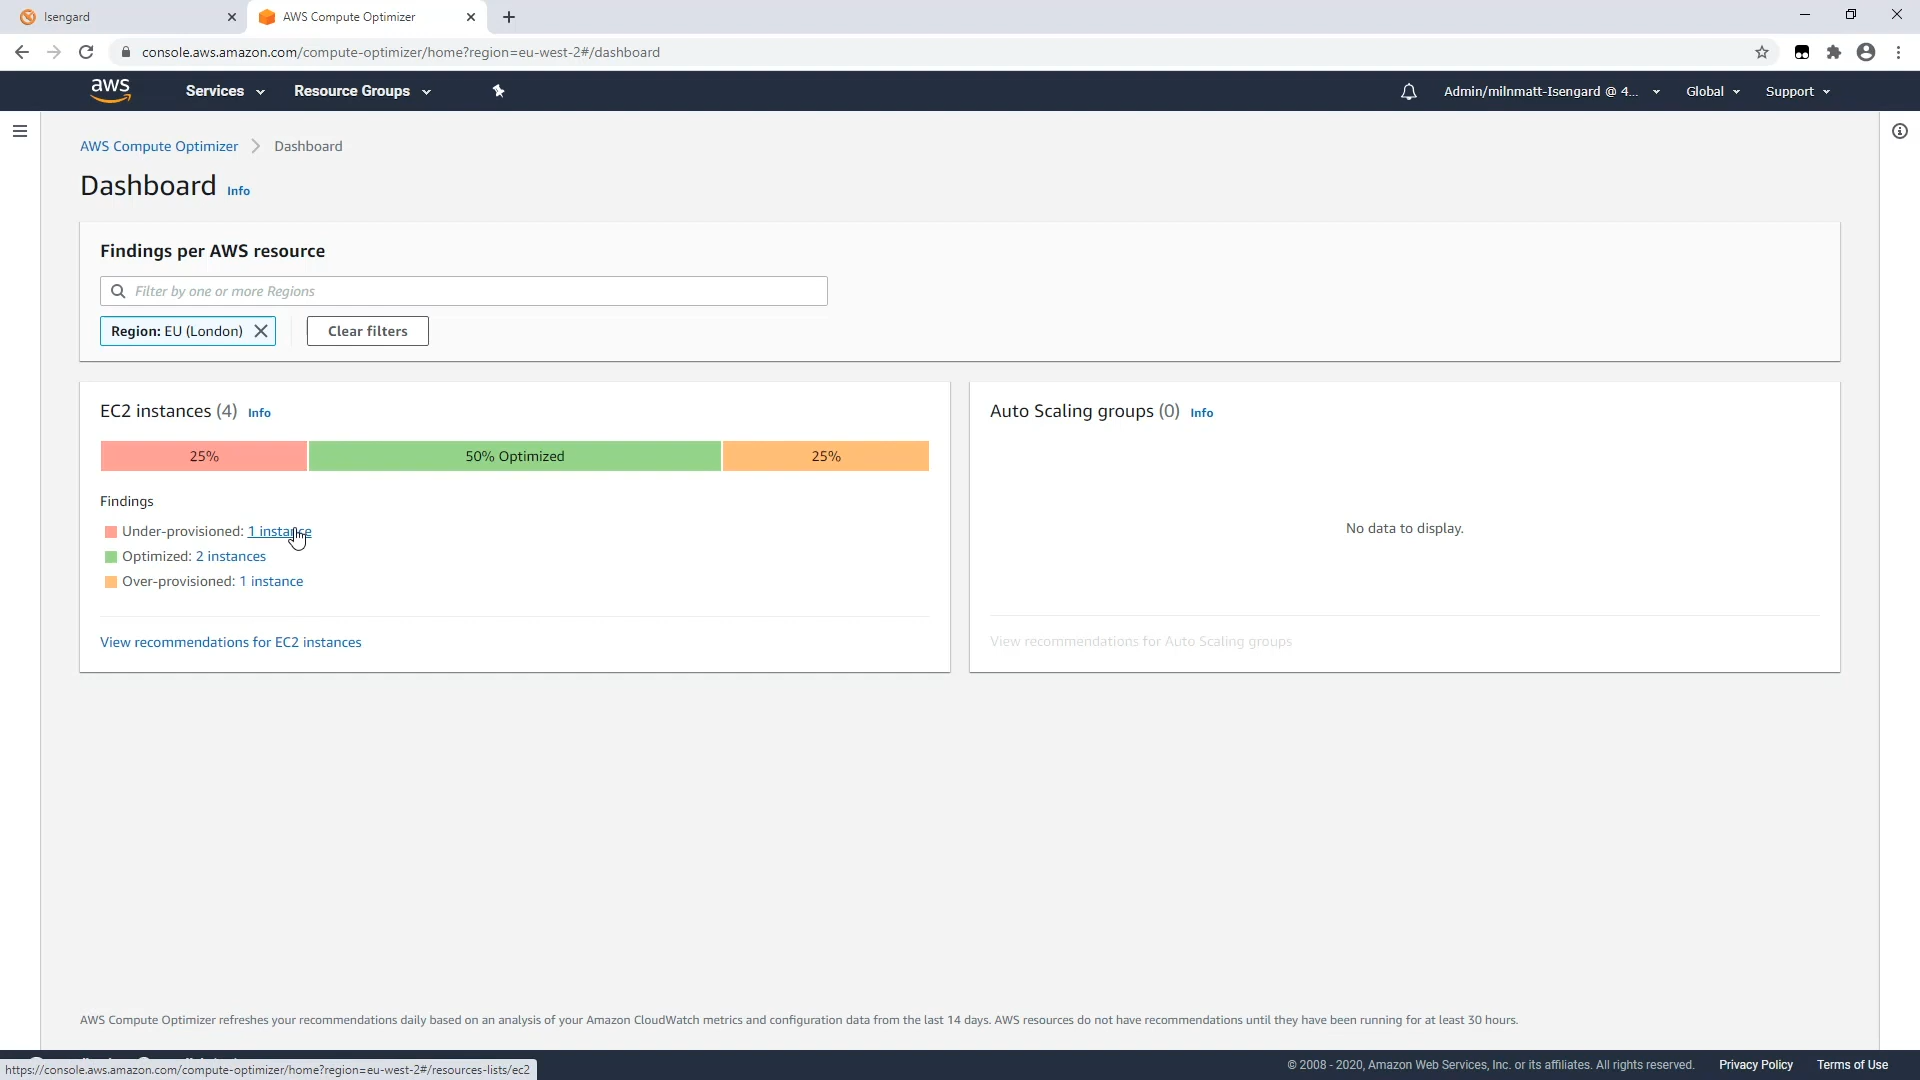 Isengard
AWS Compute Optimizer
console.aws.amazon.com/compute-optimizer/home?region=eu-west-2#/dashboard
aws
Services
Resource Groups
Admin/milnmatt-Isengard @ 4...
Global
Support
AWS Compute Optimizer
Dashboard
Dashboard Info
Findings per AWS resource
Filter by one or more Regions
Region: EU (London)
Clear filters
EC2 instances (4) Info
25%
50% Optimized
25%
Findings
Under-provisioned: 1 instance
Optimized: 2 instances
Over-provisioned: 1 instance
View recommendations for EC2 instances
Auto Scaling groups (0) Info
No data to display.
View recommendations for Auto Scaling groups
AWS Compute Optimizer refreshes your recommendations daily based on an analysis of your Amazon CloudWatch metrics and configuration data from the last 14 days. AWS resources do not have recommendations until they have been running for at least 30 hours.
© 2008 - 2020, Amazon Web Services, Inc. or its affiliates. All rights reserved.
Privacy Policy
Terms of Use
https://console.aws.amazon.com/compute-optimizer/home?region=eu-west-2#/resources-lists/ec2